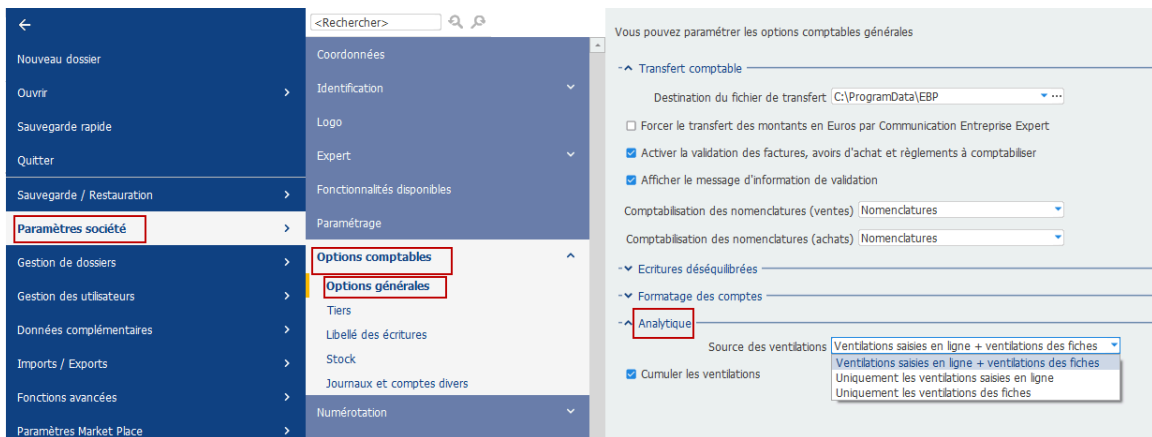 Nouveau dossier
Ouvrir
Sauvegarde rapide
Quitter
Sauvegarde / Restauration
Paramètres société
Gestion de dossiers
Gestion des utilisateurs
Données complémentaires
Imports / Exports
Fonctions avancées
Paramètres Market Place
<Rechercher>
Coordonnées
Identification
Logo
Expert
Fonctionnalités disponibles
Paramétrage
Options comptables
Options générales
Tiers
Libellé des écritures
Stock
Journaux et comptes divers
Numérotation
Vous pouvez paramétrer les options comptables générales
Transfert comptable
Destination du fichier de transfert C:\ProgramData\EBP
Forcer le transfert des montants en Euros par Communication Entreprise Expert
Activer la validation des factures, avoirs d'achat et règlements à comptabiliser
Afficher le message d'information de validation
Comptabilisation des nomenclatures (ventes) Nomenclatures
Comptabilisation des nomenclatures (achats) Nomenclatures
Ecritures déséquilibrées
Formatage des comptes
Analytique
Source des ventilations Ventilations saisies en ligne + ventilations des fiches
Ventilations saisies en ligne + ventilations des fiches
Cumuler les ventilations
Uniquement les ventilations saisies en ligne
Uniquement les ventilations des fiches